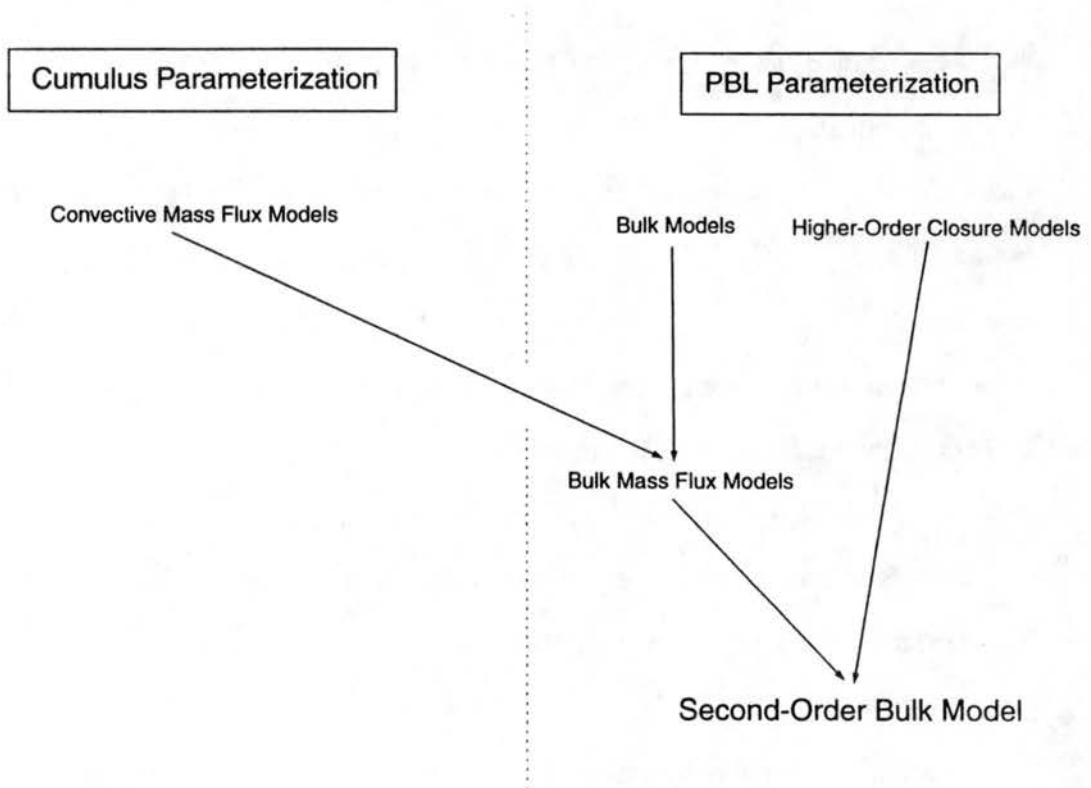 Cumulus Parameterization
PBL Parameterization
Convective Mass Flux Models
Bulk Models
Higher-Order Closure Models
Bulk Mass Flux Models
Second-Order Bulk Model